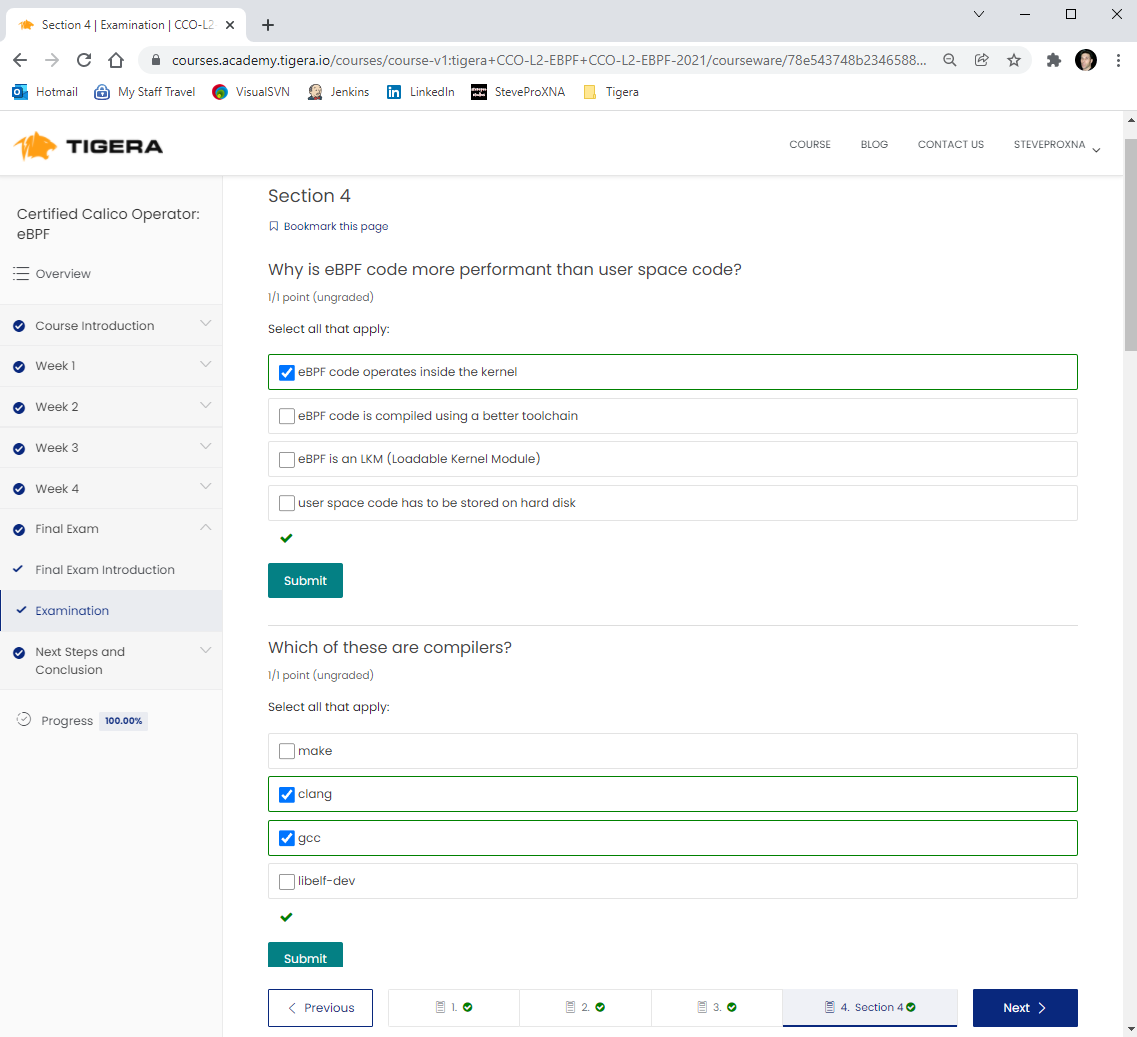 Section 4 | Examination | CCO-L2
courses.academy.tigera.io/courses/course-v1:tigera+CCO-L2-EBPF+CCO-L2-EBPF-2021/courseware/78e543748b2346588...
Hotmail My Staff Travel VisualSVN Jenkins LinkedIn SteveProXNA Tigera
TIGERA
COURSE BLOG CONTACT US STEVEPROXNA
Certified Calico Operator:
eBPF
Overview
Course Introduction
Week 1
Week 2
Week 3
Week 4
Final Exam
Final Exam Introduction
Examination
Next Steps and
Conclusion
Progress 100.00%
Section 4
Bookmark this page
Why is eBPF code more performant than user space code?
1/1 point (ungraded)
Select all that apply:
eBPF code operates inside the kernel
eBPF code is compiled using a better toolchain
eBPF is an LKM (Loadable Kernel Module)
user space code has to be stored on hard disk
Submit
Which of these are compilers?
1/1 point (ungraded)
Select all that apply:
make
clang
gcc
libelf-dev
Submit
Previous 1. 2. 3. 4. Section 4 Next